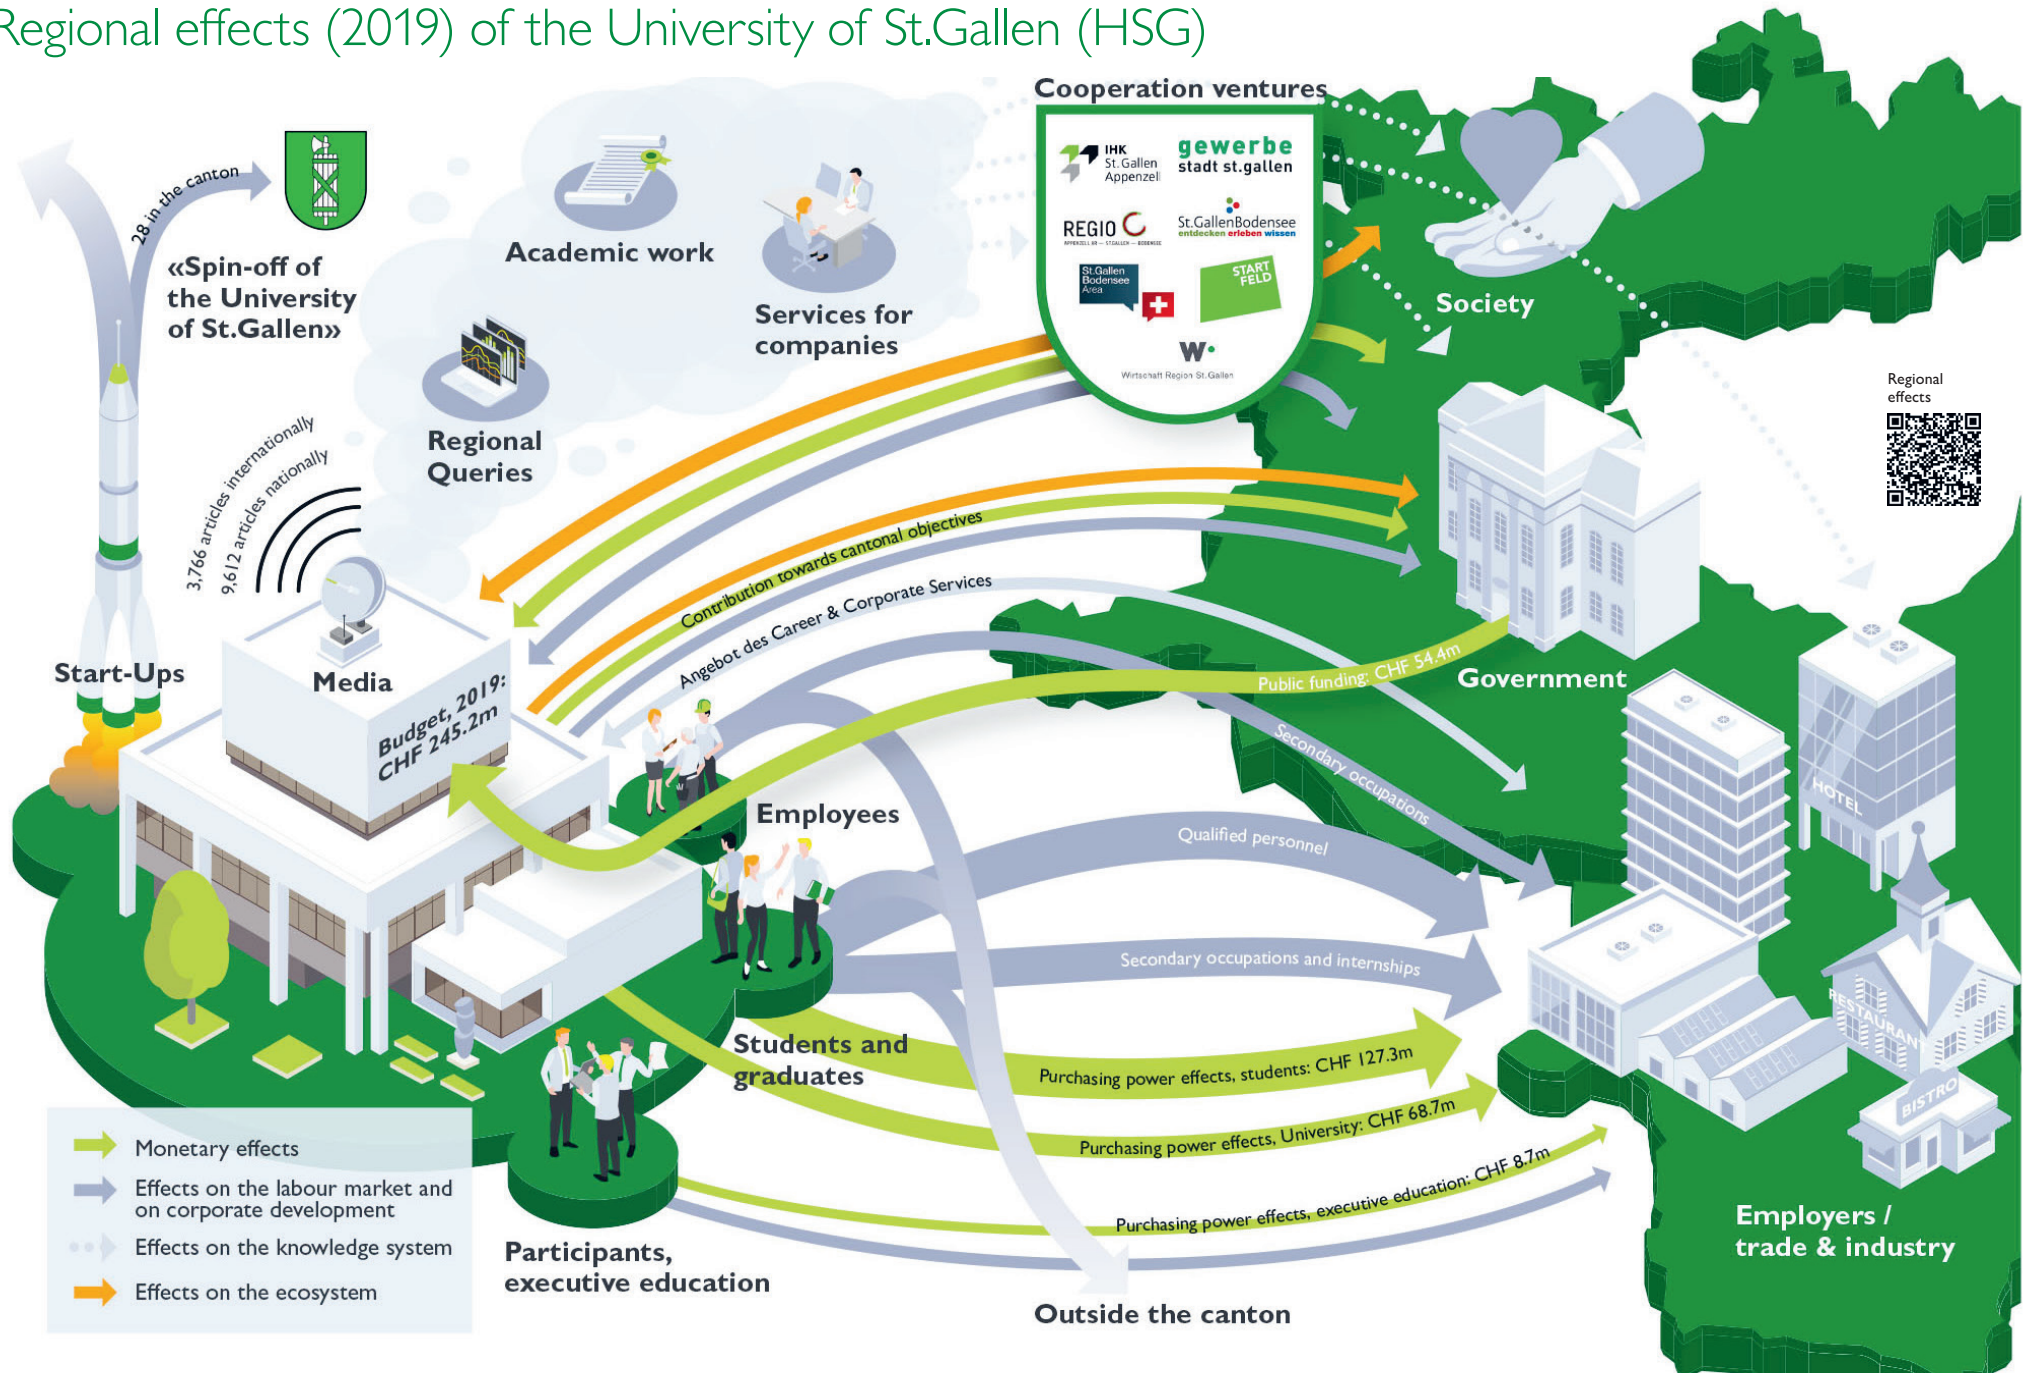 Regional effects (2019) of the University of St.Gallen (HSG)
Cooperation ventures
IHK
St.Gallen
Appenzell
gewerbe
stadt st.gallen
REGIO
APPENZELL AR — ST.GALLEN — BODENSEE
St.GallenBodensee
entdecken erleben wissen
St.Gallen
Bodensee
Area
START
FELD
W
Wirtschaft Region St.Gallen
28 in the canton
«Spin-off of
the University
of St.Gallen»
Academic work
Services for
companies
Regional
Queries
Society
Regional
effects
3,766 articles internationally
9,612 articles nationally
Start-Ups
Media
Budget, 2019:
CHF 245.2m
Contribution towards cantonal objectives
Angebot des Career & Corporate Services
Public funding: CHF 54.4m
Government
Secondary occupations
HOTEL
Employees
Qualified personnel
Secondary occupations and internships
RESTAURANT
Students and
graduates
Purchasing power effects, students: CHF 127.3m
Purchasing power effects, University: CHF 68.7m
Purchasing power effects, executive education: CHF 8.7m
BISTRO
Employers /
trade & industry
Participants,
executive education
Outside the canton
Monetary effects
Effects on the labour market and
on corporate development
Effects on the knowledge system
Effects on the ecosystem